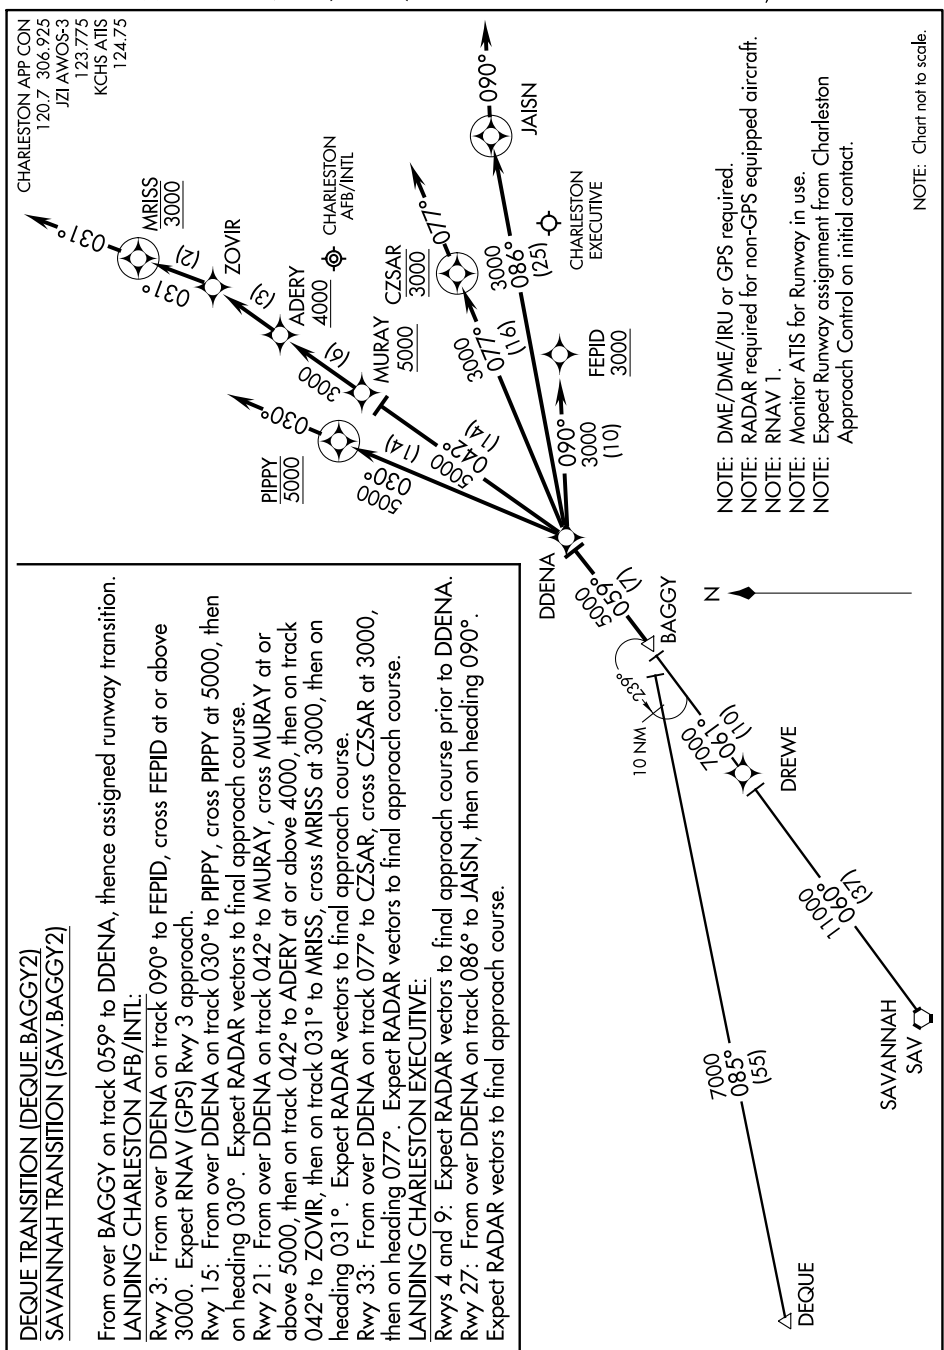 DEQUE TRANSITION (DEQUE.BAGGY2)
SAVANNAH TRANSITION (SAV.BAGGY2)
From over BAGGY on track 059° to DDENA, thence assigned runway transition.
LANDING CHARLESTON AFB/INTL:
Rwy 3: From over DDENA on track 090° to FEPID, cross FEPID at or above
3000. Expect RNAV (GPS) Rwy 3 approach.
Rwy 15: From over DDENA on track 030° to PIPPY, cross PIPPY at 5000, then
on heading 030°. Expect RADAR vectors to final approach course.
Rwy 21: From over DDENA on track 042° to MURAY, cross MURAY at or
above 5000, then on track 042° to ADERY at or above 4000, then on track
042° to ZOVIR, then on track 031° to MRISS, cross MRISS at 3000, then on
heading 031°. Expect RADAR vectors to final approach course.
Rwy 33: From over DDENA on track 077° to CZSAR, cross CZSAR at 3000,
then on heading 077°. Expect RADAR vectors to final approach course.
LANDING CHARLESTON EXECUTIVE:
Rwys 4 and 9: Expect RADAR vectors to final approach course prior to DDENA.
Rwy 27: From over DDENA on track 086° to JAISN, then on heading 090°.
Expect RADAR vectors to final approach course.
CHARLESTON APP CON
120.7 306.925
JZI AWOS-3
123.775
KCHS ATIS
124.75
031°
MRISS
3000
(2)
031°
ZOVIR
(3)
ADERY
4000
CHARLESTON
AFB/INTL
(6)
3000
MURAY
5000
030°
PIPPY
5000
(14)
030°
5000
(14)
042°
5000
CZSAR
3000
077°
3000
077°
(16)
090°
JAISN
3000
086°
(25)
CHARLESTON
EXECUTIVE
FEPID
3000
090°
3000
(10)
DDENA
5000
059°
(7)
BAGGY
N
239°
10 NM
7000
061°
(10)
DREWE
11000
060°
(37)
SAVANNAH
SAV
7000
085°
(55)
DEQUE
NOTE: DME/DME/IRU or GPS required.
NOTE: RADAR required for non-GPS equipped aircraft.
NOTE: RNAV 1.
NOTE: Monitor ATIS for Runway in use.
NOTE: Expect Runway assignment from Charleston
Approach Control on initial contact.
NOTE: Chart not to scale.